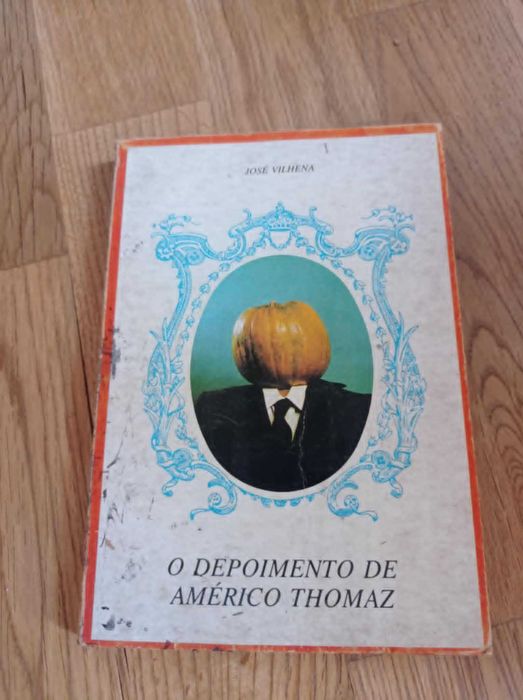 JOSÉ VILHENA
O DEPOIMENTO DE
AMÉRICO THOMAZ